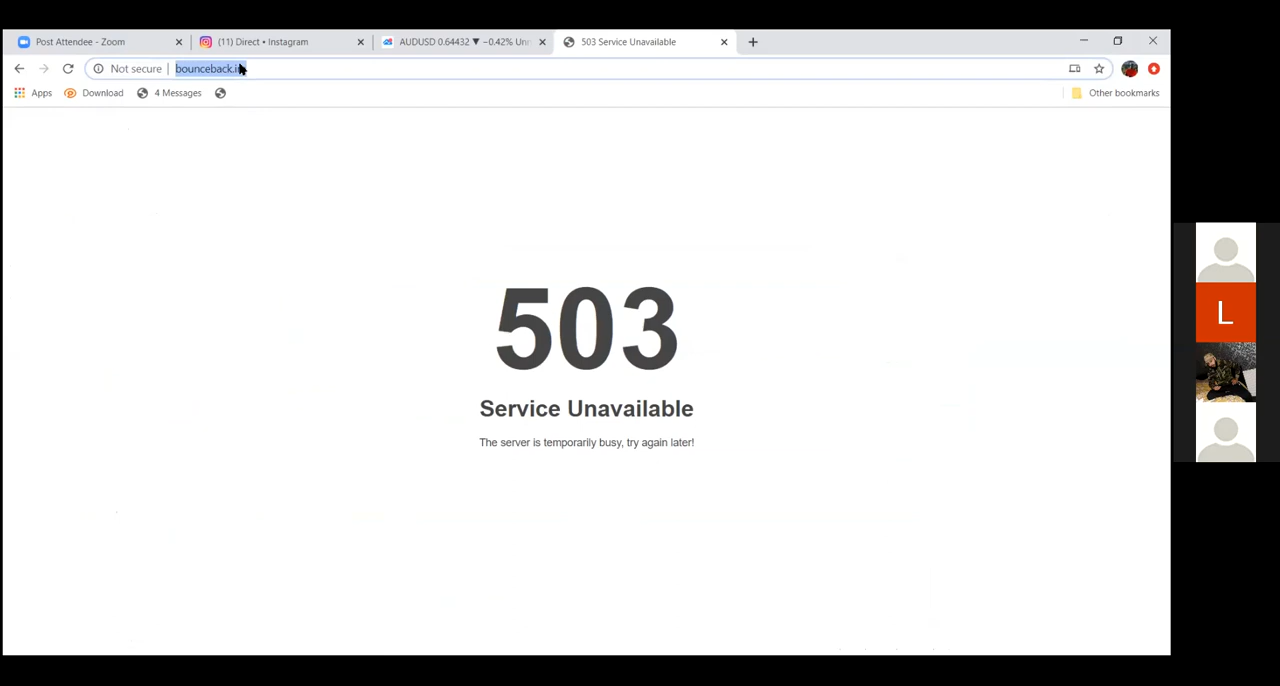 Post Attendee - Zoom
(11) Direct • Instagram
AUDUSD 0.64432 ▼ −0.42%
503 Service Unavailable
Not secure
Apps
Download
4 Messages
Other bookmarks
503
Service Unavailable
The server is temporarily busy, try again later!
L